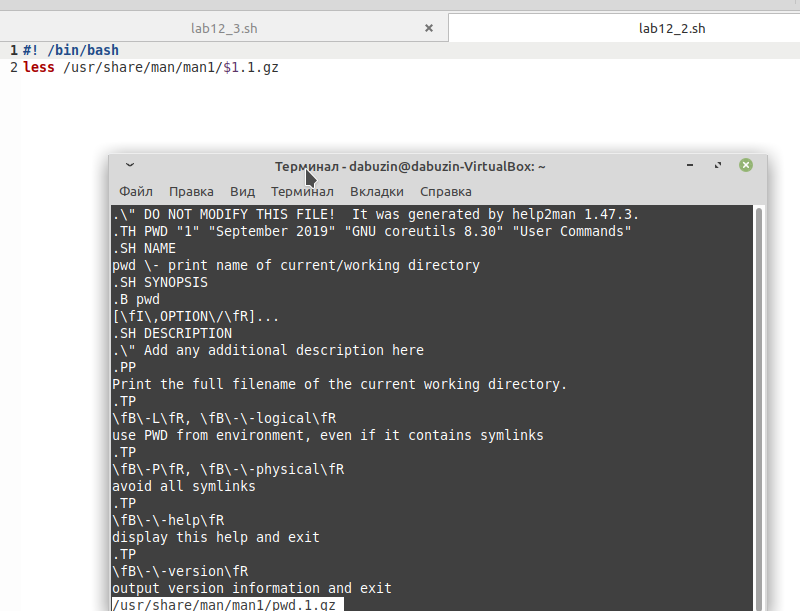 lab12_3.sh
lab12_2.sh
1 #! /bin/bash
2 less /usr/share/man/man1/$1.1.gz
Терминал - dabuzin@dabuzin-VirtualBox: ~
Файл Правка Вид Терминал Вкладки Справка
.\" DO NOT MODIFY THIS FILE!  It was generated by help2man 1.47.3.
.TH PWD "1" "September 2019" "GNU coreutils 8.30" "User Commands"
.SH NAME
pwd \- print name of current/working directory
.SH SYNOPSIS
.B pwd
[\fI\,OPTION\/\fR]...
.SH DESCRIPTION
.\" Add any additional description here
.PP
Print the full filename of the current working directory.
.TP
\fB\-L\fR, \fB\-\-logical\fR
use PWD from environment, even if it contains symlinks
.TP
\fB\-P\fR, \fB\-\-physical\fR
avoid all symlinks
.TP
\fB\-\-help\fR
display this help and exit
.TP
\fB\-\-version\fR
output version information and exit
/usr/share/man/man1/pwd.1.gz